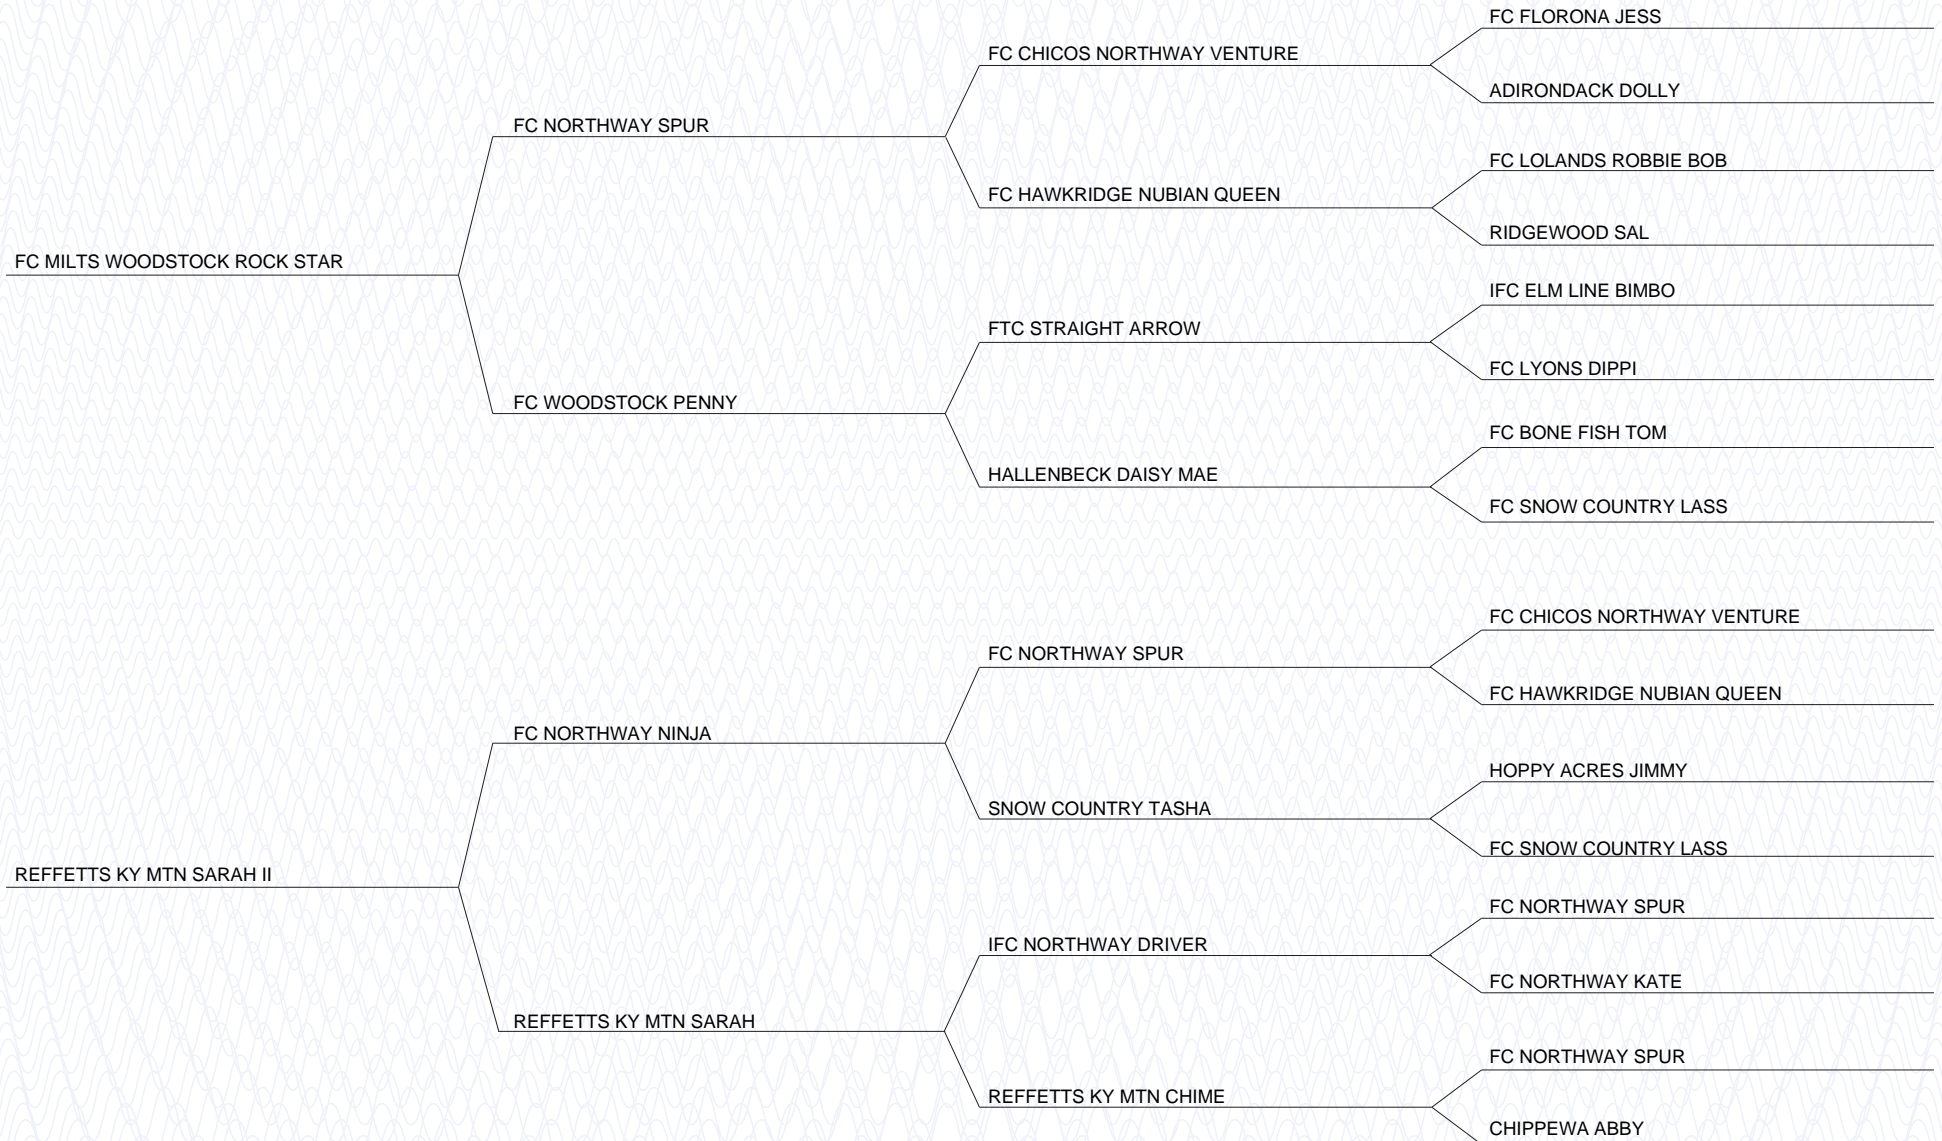 FC FLORONA JESS
FC CHICOS NORTHWAY VENTURE
ADIRONDACK DOLLY
FC NORTHWAY SPUR
FC LOLANDS ROBBIE BOB
FC HAWKRIDGE NUBIAN QUEEN
RIDGEWOOD SAL
FC MILTS WOODSTOCK ROCK STAR
IFC ELM LINE BIMBO
FTC STRAIGHT ARROW
FC LYONS DIPPI
FC WOODSTOCK PENNY
FC BONE FISH TOM
HALLENBECK DAISY MAE
FC SNOW COUNTRY LASS
FC CHICOS NORTHWAY VENTURE
FC NORTHWAY SPUR
FC HAWKRIDGE NUBIAN QUEEN
FC NORTHWAY NINJA
HOPPY ACRES JIMMY
SNOW COUNTRY TASHA
FC SNOW COUNTRY LASS
REFFETTS KY MTN SARAH II
FC NORTHWAY SPUR
IFC NORTHWAY DRIVER
FC NORTHWAY KATE
REFFETTS KY MTN SARAH
FC NORTHWAY SPUR
REFFETTS KY MTN CHIME
CHIPPEWA ABBY